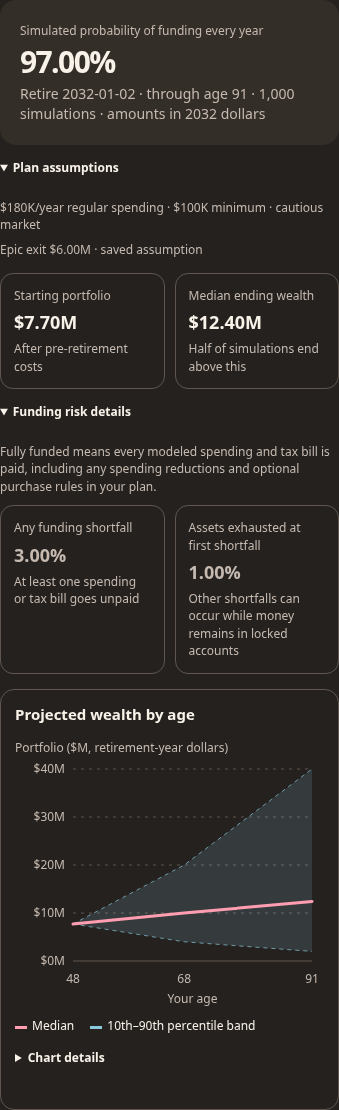 Simulated probability of funding every year
97.00%
Retire 2032-01-02 · through age 91 · 1,000
simulations · amounts in 2032 dollars
▼ Plan assumptions
$180K/year regular spending · $100K minimum · cautious
market
Epic exit $6.00M · saved assumption
Starting portfolio
$7.70M
After pre-retirement
costs
Median ending wealth
$12.40M
Half of simulations end
above this
▼ Funding risk details
Fully funded means every modeled spending and tax bill is
paid, including any spending reductions and optional
purchase rules in your plan.
Any funding shortfall
3.00%
At least one spending
or tax bill goes unpaid
Assets exhausted at
first shortfall
1.00%
Other shortfalls can
occur while money
remains in locked
accounts
Projected wealth by age
Portfolio ($M, retirement-year dollars)
$40M
$30M
$20M
$10M
$0M
48 68 91
Your age
Median 10th–90th percentile band
▶ Chart details